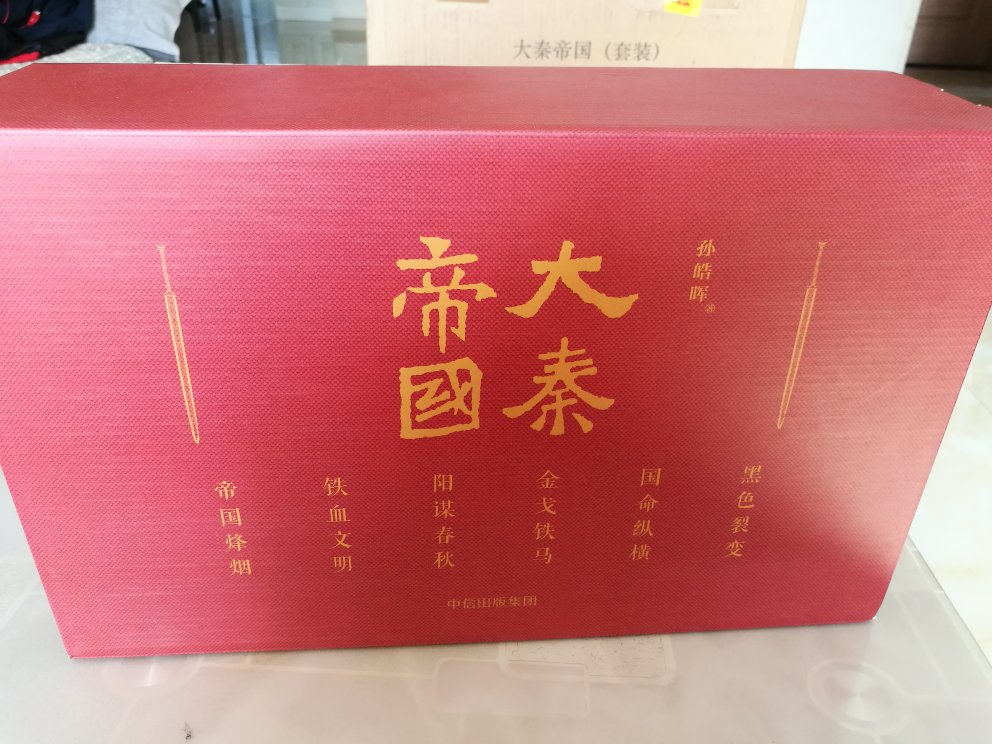 大秦帝国（套装）
大秦
帝國
孙皓晖 著
黑色裂变
国命纵横
金戈铁马
阳谋春秋
铁血文明
帝国烽烟
中信出版集团